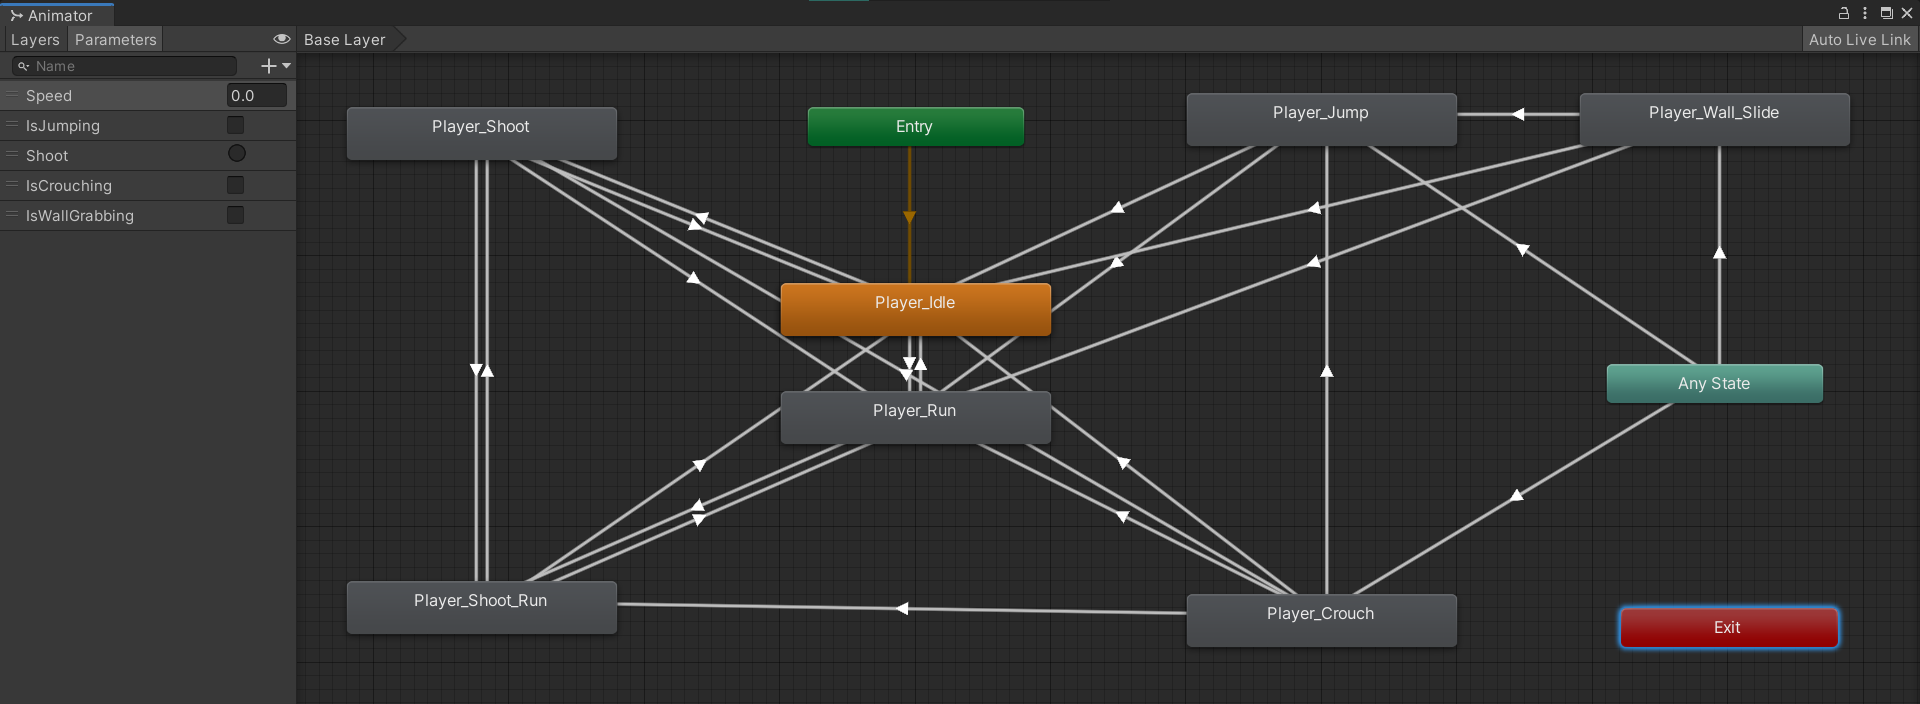 Animator
Layers Parameters
Base Layer
Auto Live Link
Name
Speed 0.0
IsJumping
Shoot
IsCrouching
IsWallGrabbing
Player_Shoot
Entry
Player_Jump
Player_Wall_Slide
Player_Idle
Any State
Player_Run
Player_Shoot_Run
Player_Crouch
Exit